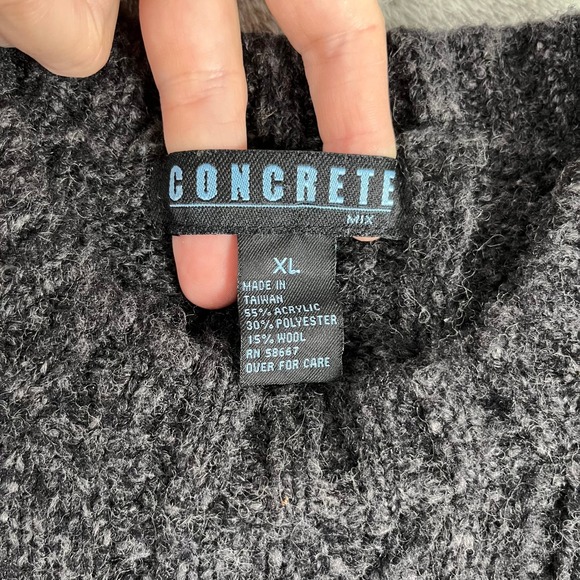 CONCRETE
MIX
XL
MADE IN
TAIWAN
55% ACRYLIC
30% POLYESTER
15% WOOL
RN 58667
OVER FOR CARE